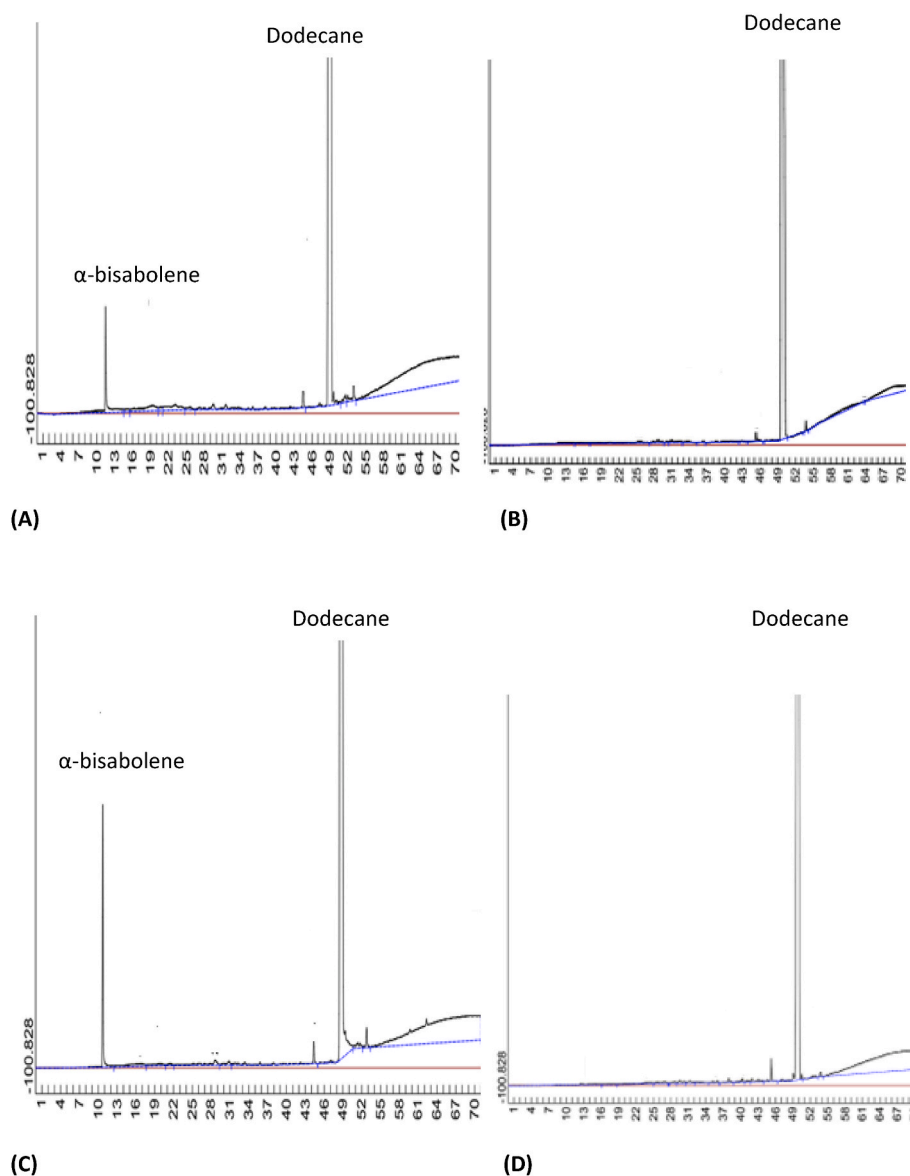 Dodecane
α-bisabolene
-100.828
1 4 7 10 13 16 19 22 25 28 31 34 37 40 43 46 49 52 55 58 61 64 67 70
(A)
Dodecane
1 4 7 10 13 16 19 22 25 28 31 34 37 40 43 46 49 52 55 58 61 64 67 70
(B)
Dodecane
α-bisabolene
-100.828
1 4 7 10 13 16 19 22 25 28 31 34 37 40 43 46 49 52 55 58 61 64 67 70
(C)
Dodecane
-100.828
1 4 7 10 13 16 19 22 25 28 31 34 37 40 43 46 49 52 55 58 61 64 67
(D)